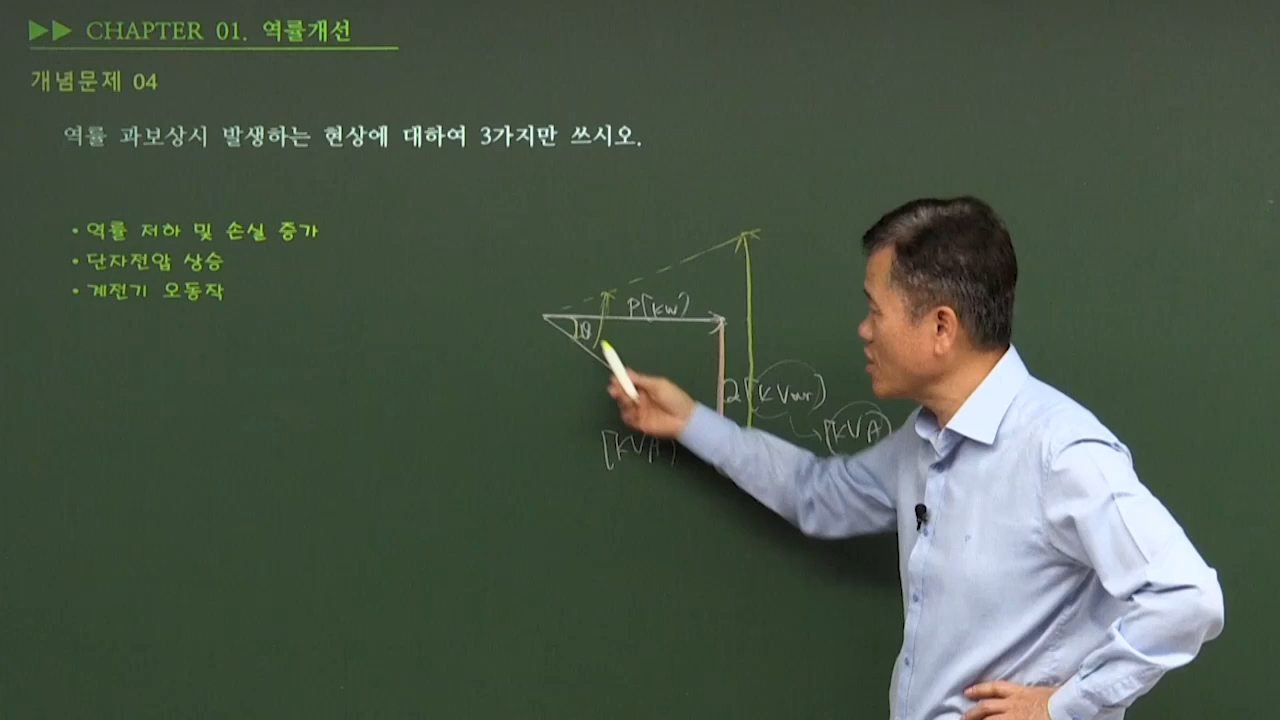 ▶▶ CHAPTER 01. 역률개선
개념문제 04
역률 과보상시 발생하는 현상에 대하여 3가지만 쓰시오.
• 역률 저하 및 손실 증가
• 단자전압 상승
• 계전기 오동작
P[kW]
θ
Q[KVar]
[KVA]
[KVA]